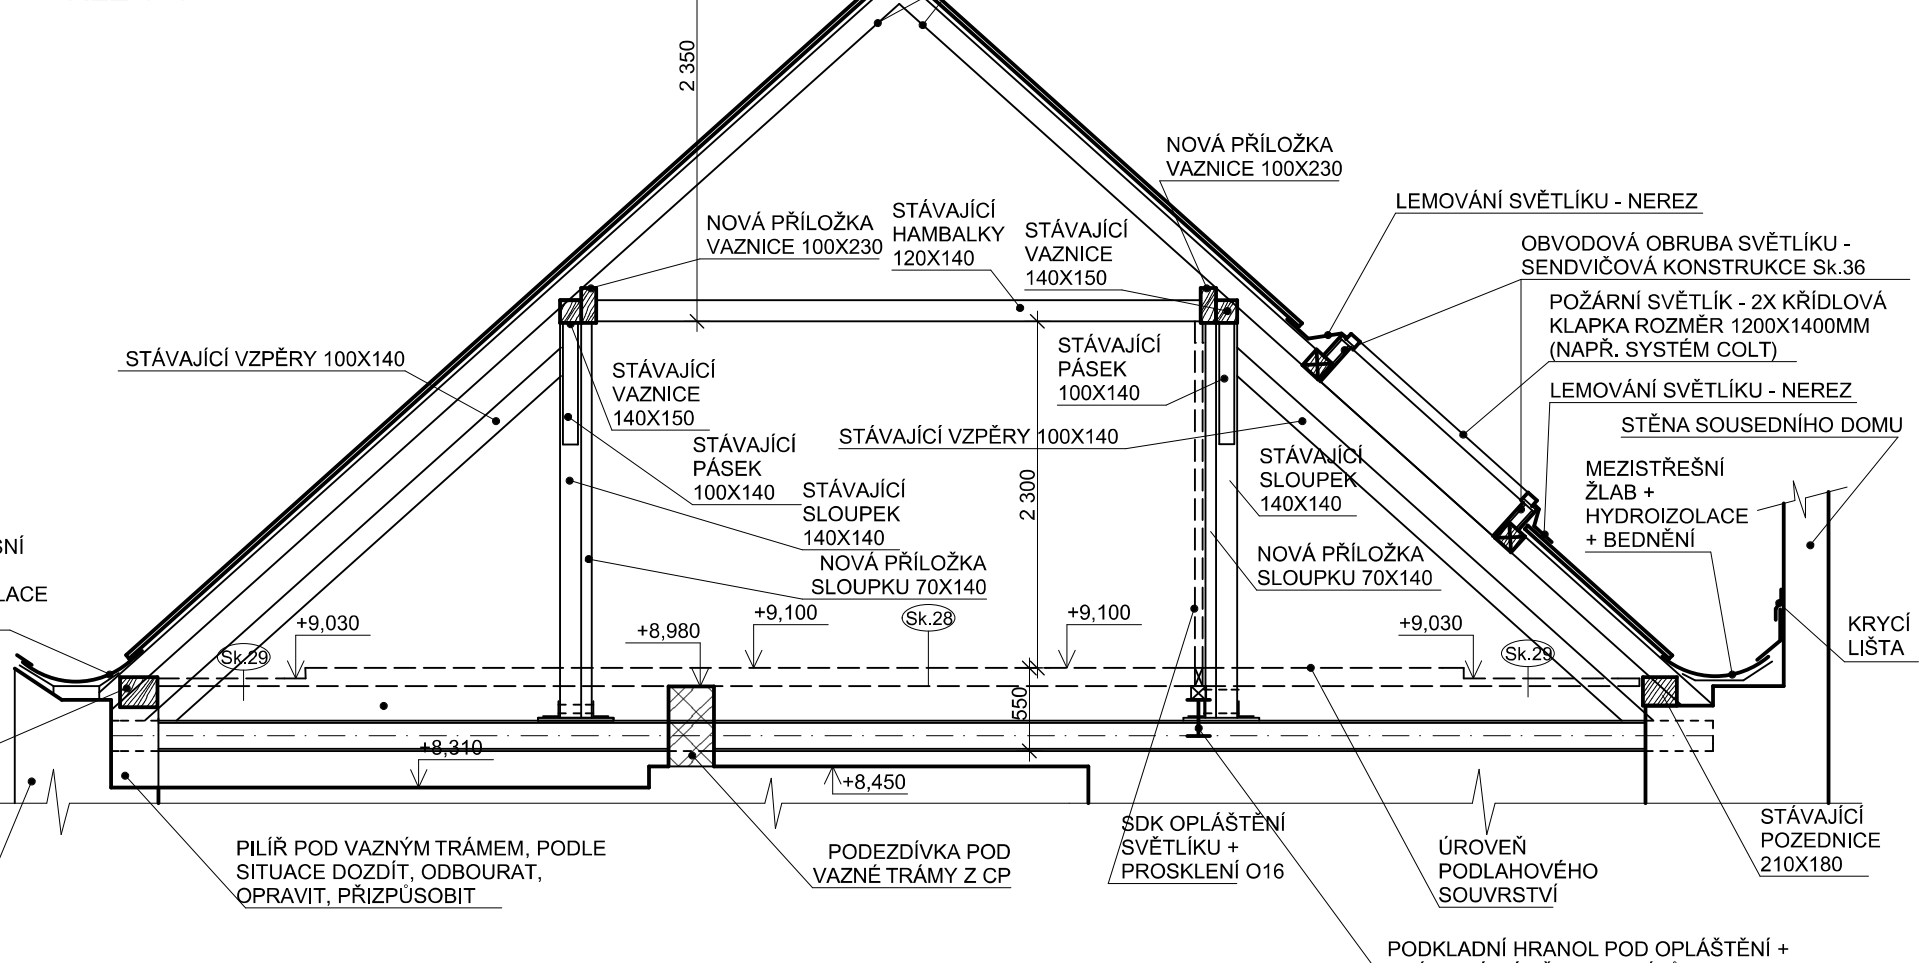 2 350
NOVÁ PŘÍLOŽKA
VAZNICE 100X230
LEMOVÁNÍ SVĚTLÍKU - NEREZ
NOVÁ PŘÍLOŽKA
VAZNICE 100X230
STÁVAJÍCÍ
HAMBALKY
120X140
STÁVAJÍCÍ
VAZNICE
140X150
OBVODOVÁ OBRUBA SVĚTLÍKU -
SENDVIČOVÁ KONSTRUKCE Sk.36
POŽÁRNÍ SVĚTLÍK - 2X KŘÍDLOVÁ
KLAPKA ROZMĚR 1200X1400MM
(NAPŘ. SYSTÉM COLT)
STÁVAJÍCÍ VZPĚRY 100X140
STÁVAJÍCÍ
VAZNICE
140X150
STÁVAJÍCÍ
PÁSEK
100X140
LEMOVÁNÍ SVĚTLÍKU - NEREZ
STĚNA SOUSEDNÍHO DOMU
STÁVAJÍCÍ
PÁSEK
100X140
STÁVAJÍCÍ VZPĚRY 100X140
STÁVAJÍCÍ
SLOUPEK
140X140
MEZISTŘEŠNÍ
ŽLAB +
HYDROIZOLACE
+ BEDNĚNÍ
STÁVAJÍCÍ
SLOUPEK
140X140
2 300
NOVÁ PŘÍLOŽKA
SLOUPKU 70X140
NOVÁ PŘÍLOŽKA
SLOUPKU 70X140
KRYCÍ
LIŠTA
+9,030
+8,980
+9,100
Sk.28
+9,100
+9,030
Sk.29
Sk.29
550
+8,310
+8,450
PILÍŘ POD VAZNÝM TRÁMEM, PODLE
SITUACE DOZDÍT, ODBOURAT,
OPRAVIT, PŘIZPŮSOBIT
PODEZDÍVKA POD
VAZNÉ TRÁMY Z CP
SDK OPLÁŠTĚNÍ
SVĚTLÍKU +
PROSKLENÍ O16
ÚROVEŇ
PODLAHOVÉHO
SOUVRSTVÍ
STÁVAJÍCÍ
POZEDNICE
210X180
PODKLADNÍ HRANOL POD OPLÁŠTĚNÍ +